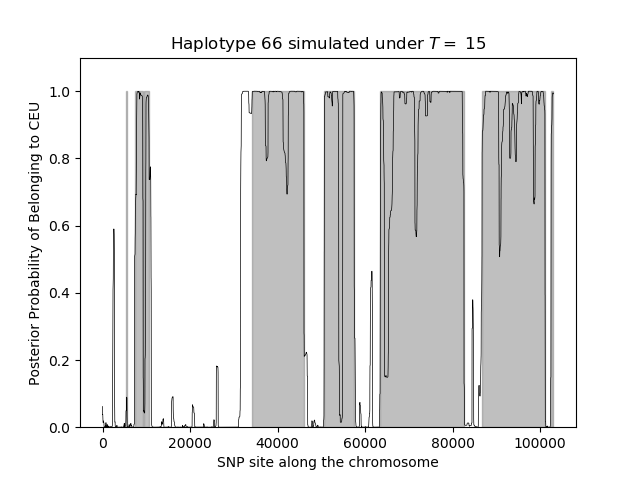 Haplotype 66 simulated under T = 15
Posterior Probability of Belonging to CEU
1.0
0.8
0.6
0.4
0.2
0.0
0 20000 40000 60000 80000 100000
SNP site along the chromosome